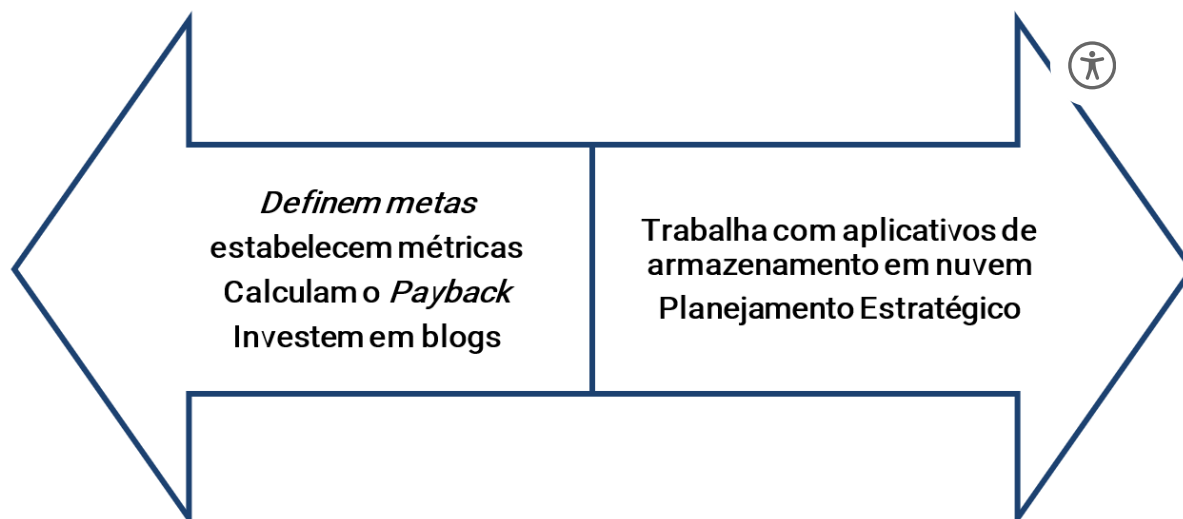 Definem metas
estabelecem métricas
Calculam o Payback
Investem em blogs
Trabalha com aplicativos de
armazenamento em nuvem
Planejamento Estratégico